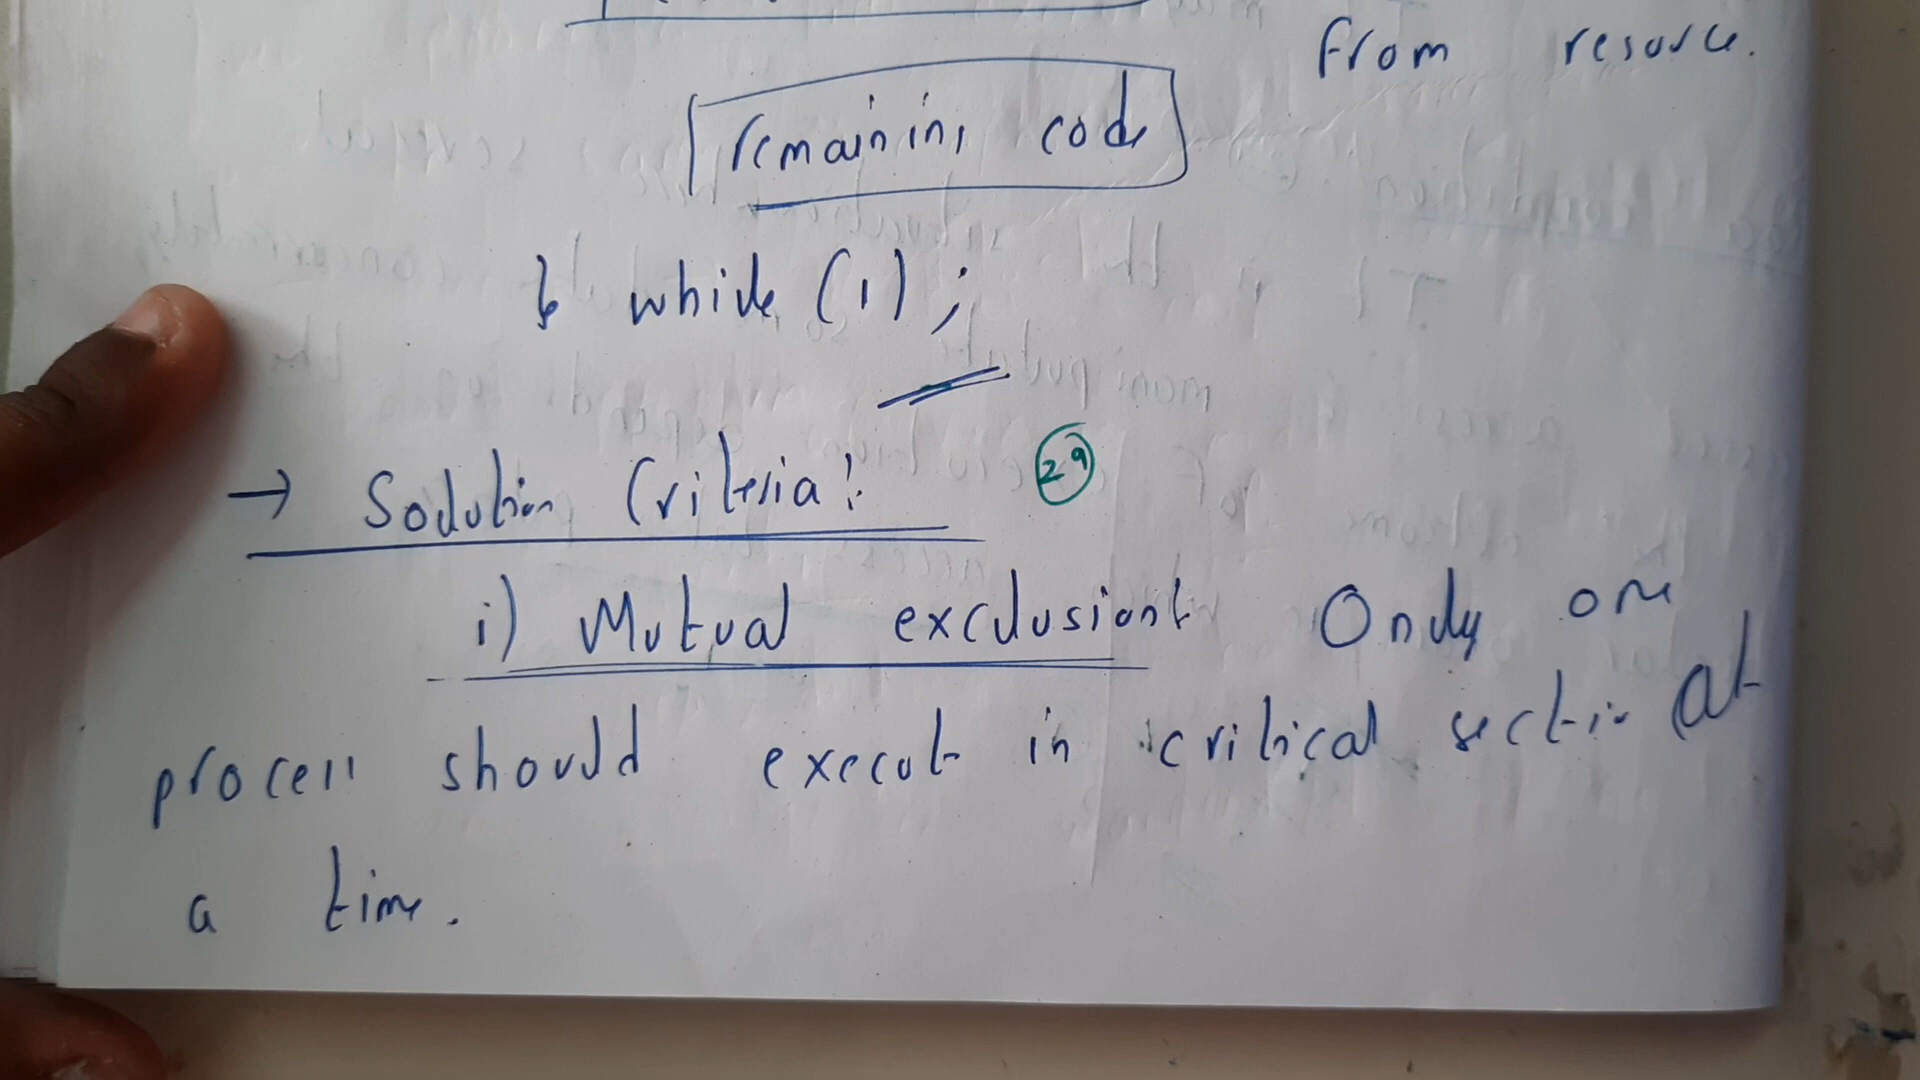 from resource.
remaining code
} while (1);
→ Solution Criteria: 29
i) Mutual exclusion: Only one
process should execute in critical section at
a time.